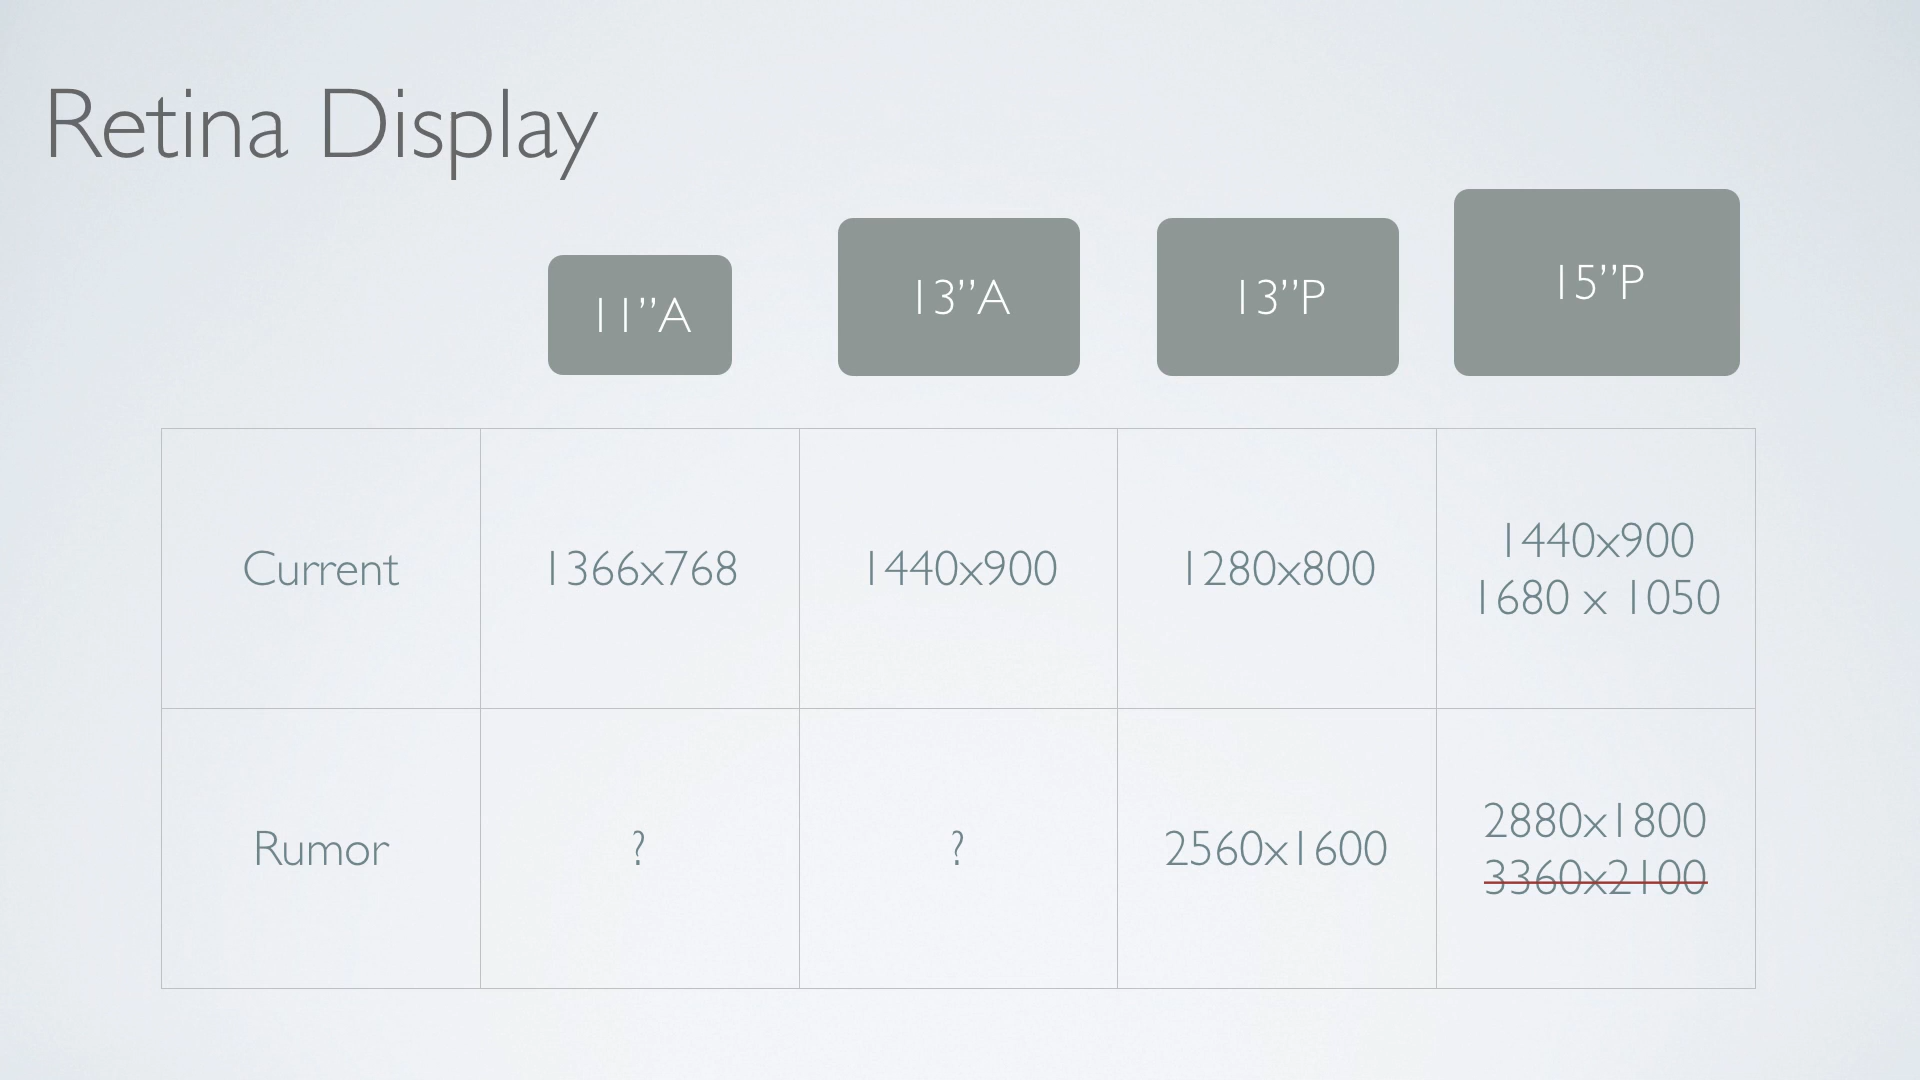 Retina Display
11”A
13”A
13”P
15”P
Current
1366x768
1440x900
1280x800
1440x900
1680 x 1050
Rumor
?
?
2560x1600
2880x1800
3360x2100